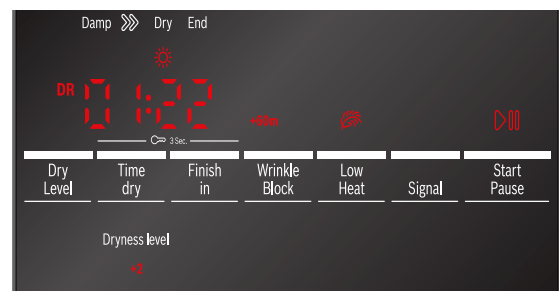 Damp Dry End
DR 01:22
+60m
3 Sec.
Dry Level
Time dry
Finish in
Wrinkle Block
Low Heat
Signal
Start Pause
Dryness level
+2